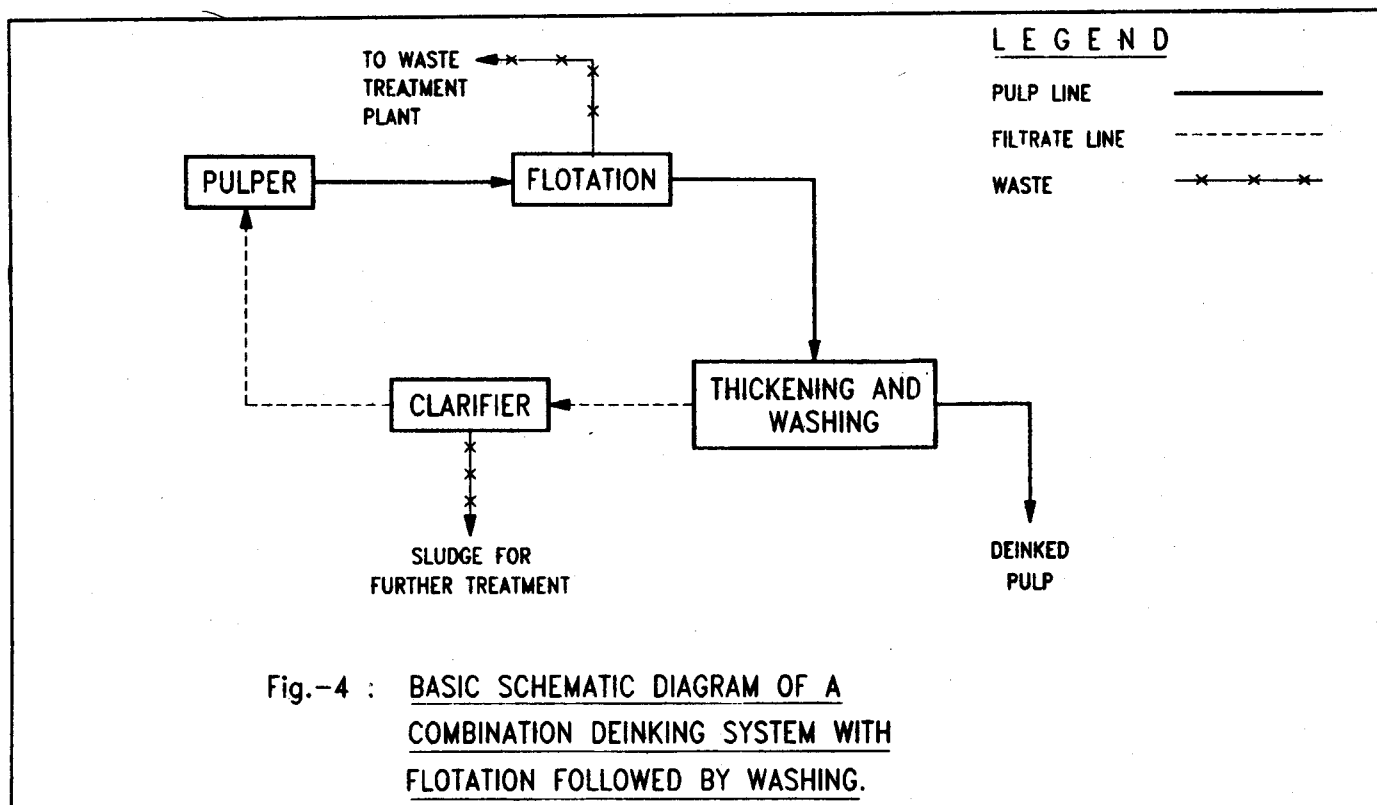 TO WASTE
TREATMENT
PLANT
L E G E N D
PULP LINE
FILTRATE LINE
WASTE
PULPER
FLOTATION
CLARIFIER
THICKENING AND
WASHING
SLUDGE FOR
FURTHER TREATMENT
DEINKED
PULP
Fig.-4 : BASIC SCHEMATIC DIAGRAM OF A
COMBINATION DEINKING SYSTEM WITH
FLOTATION FOLLOWED BY WASHING.